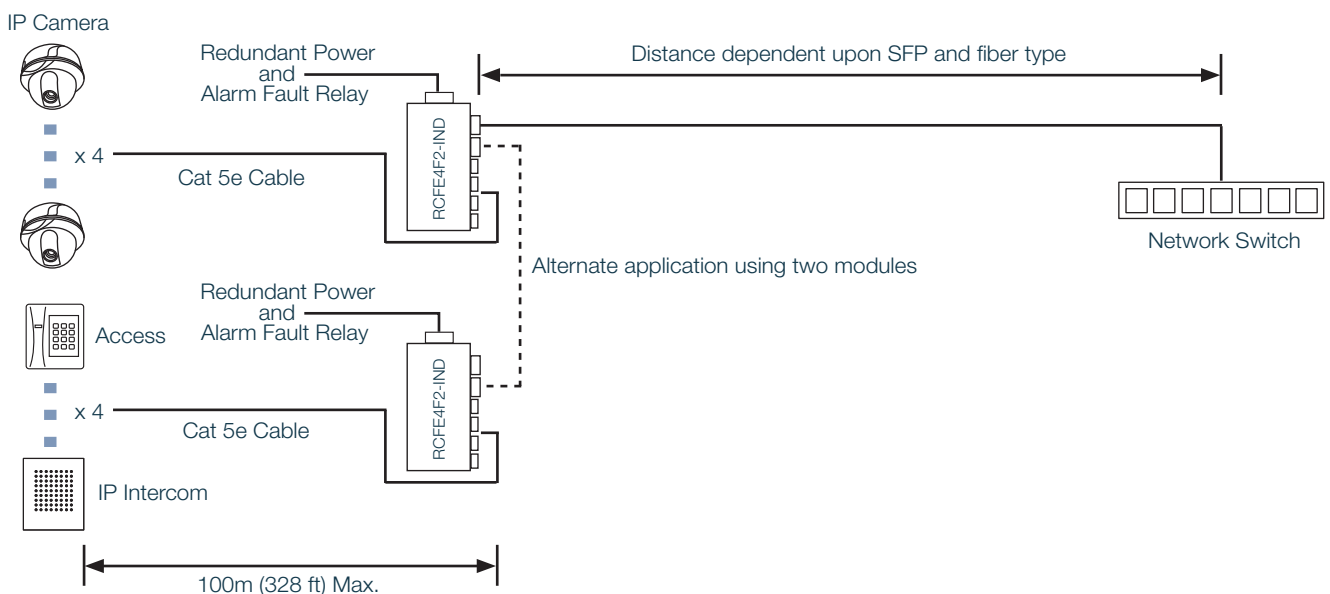 IP Camera
Redundant Power
and
Alarm Fault Relay
Distance dependent upon SFP and fiber type
RCFE4F2-IND
x 4
Cat 5e Cable
Network Switch
Alternate application using two modules
Redundant Power
and
Alarm Fault Relay
Access
RCFE4F2-IND
x 4
Cat 5e Cable
IP Intercom
100m (328 ft) Max.